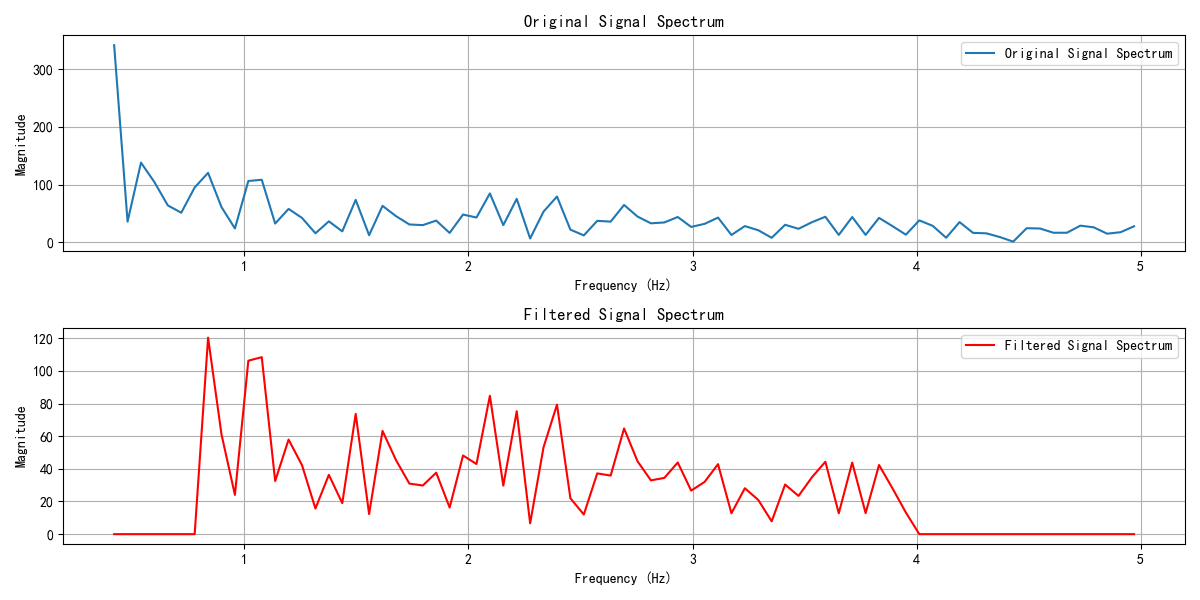 Original Signal Spectrum
Original Signal Spectrum
Magnitude
300
200
100
0
1 2 3 4 5
Frequency (Hz)
Filtered Signal Spectrum
Filtered Signal Spectrum
Magnitude
120
100
80
60
40
20
0
1 2 3 4 5
Frequency (Hz)